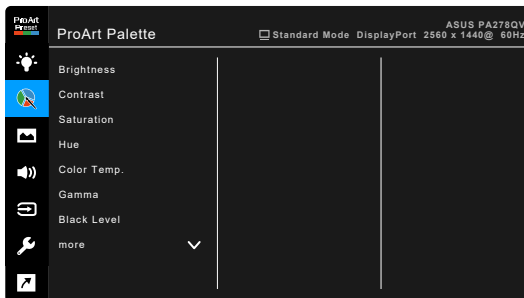 ProArt
Preset
ProArt Palette
ASUS PA278QV
Standard Mode DisplayPort 2560 x 1440@ 60Hz
Brightness
Contrast
Saturation
Hue
Color Temp.
Gamma
Black Level
more